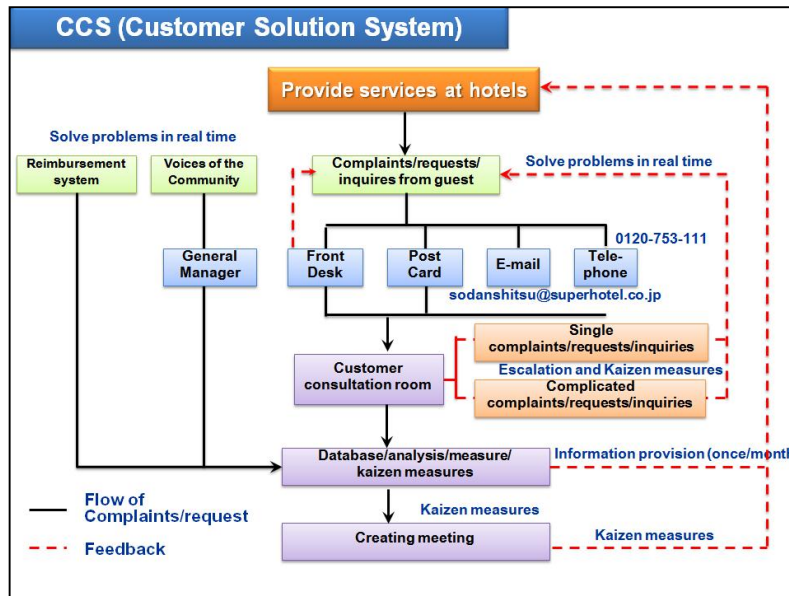 CCS (Customer Solution System)
Provide services at hotels
Solve problems in real time
Reimbursement
system
Voices of the
Community
Complaints/requests/
inquires from guest
Solve problems in real time
0120-753-111
General
Manager
Front
Desk
Post
Card
E-mail
Tele-
phone
sodanshitsu@superhotel.co.jp
Single
complaints/requests/inquiries
Customer
consultation room
Escalation and Kaizen measures
Complicated
complaints/requests/inquiries
Database/analysis/measure/
kaizen measures
Information provision (once/month
Flow of
Complaints/request
Kaizen measures
Creating meeting
Kaizen measures
Feedback